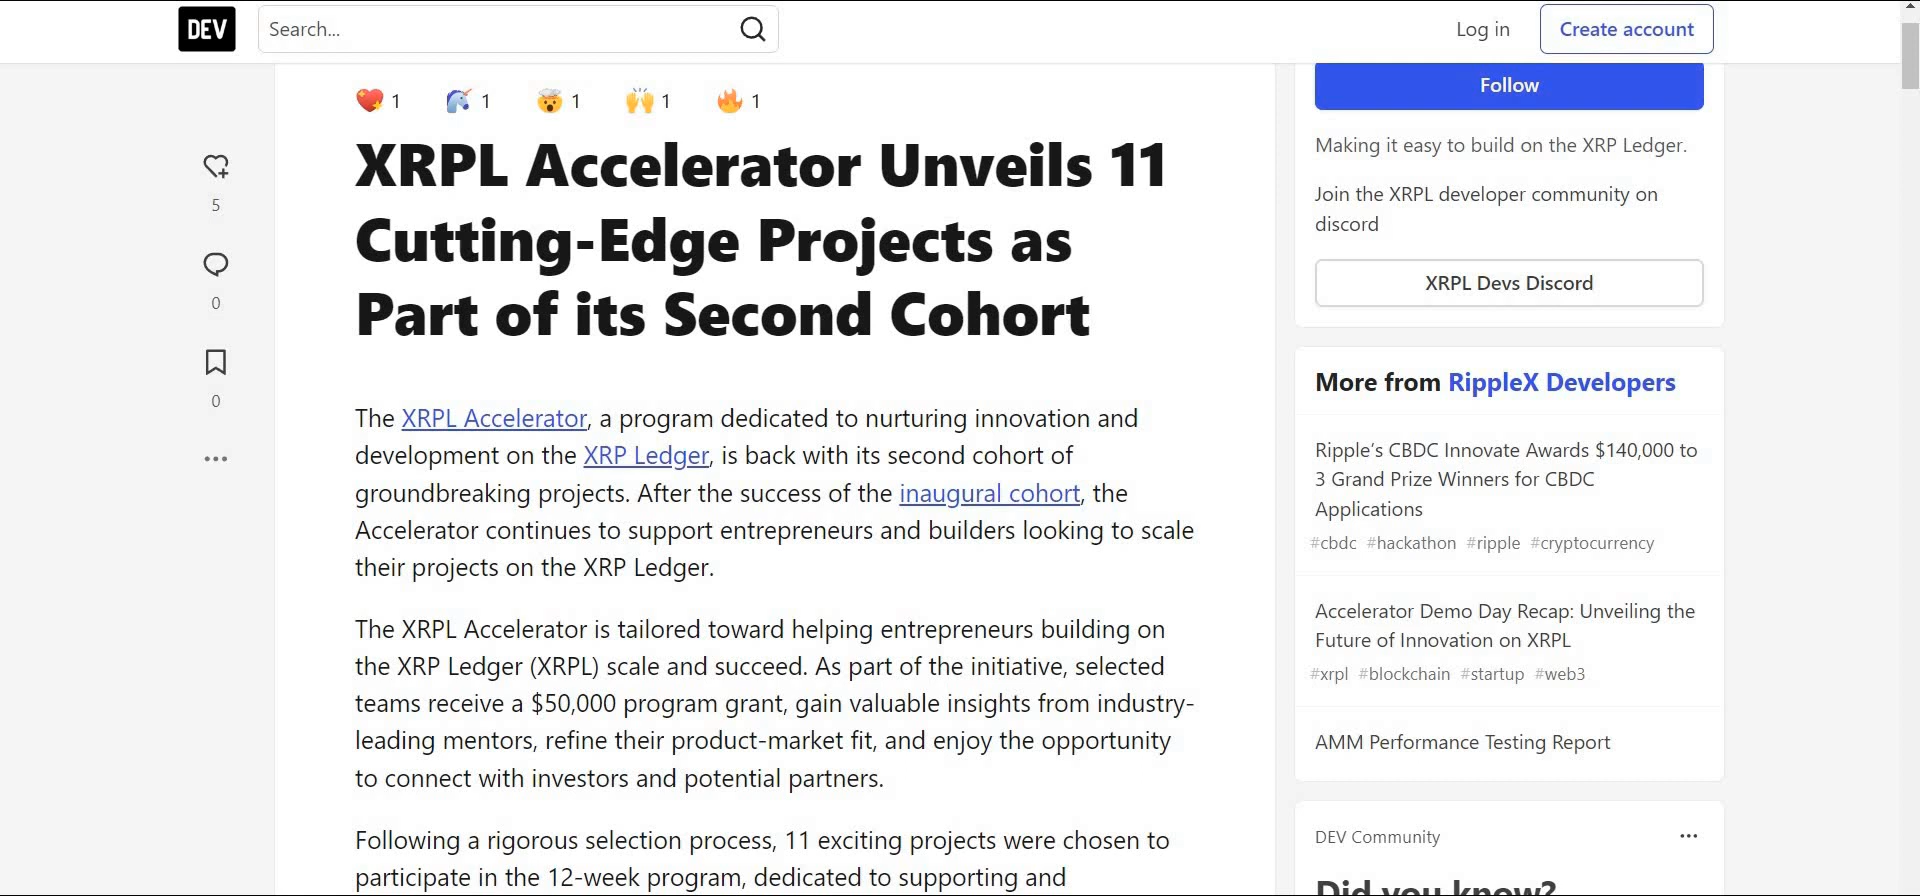 DEV
Search...
Log in
Create account
1
1
1
1
1
5
0
0
XRPL Accelerator Unveils 11
Cutting-Edge Projects as
Part of its Second Cohort
The XRPL Accelerator, a program dedicated to nurturing innovation and
development on the XRP Ledger, is back with its second cohort of
groundbreaking projects. After the success of the inaugural cohort, the
Accelerator continues to support entrepreneurs and builders looking to scale
their projects on the XRP Ledger.
The XRPL Accelerator is tailored toward helping entrepreneurs building on
the XRP Ledger (XRPL) scale and succeed. As part of the initiative, selected
teams receive a $50,000 program grant, gain valuable insights from industry-
leading mentors, refine their product-market fit, and enjoy the opportunity
to connect with investors and potential partners.
Following a rigorous selection process, 11 exciting projects were chosen to
participate in the 12-week program, dedicated to supporting and
Follow
Making it easy to build on the XRP Ledger.
Join the XRPL developer community on
discord
XRPL Devs Discord
More from RippleX Developers
Ripple’s CBDC Innovate Awards $140,000 to
3 Grand Prize Winners for CBDC
Applications
#cbdc #hackathon #ripple #cryptocurrency
Accelerator Demo Day Recap: Unveiling the
Future of Innovation on XRPL
#xrpl #blockchain #startup #web3
AMM Performance Testing Report
DEV Community
Did you know?